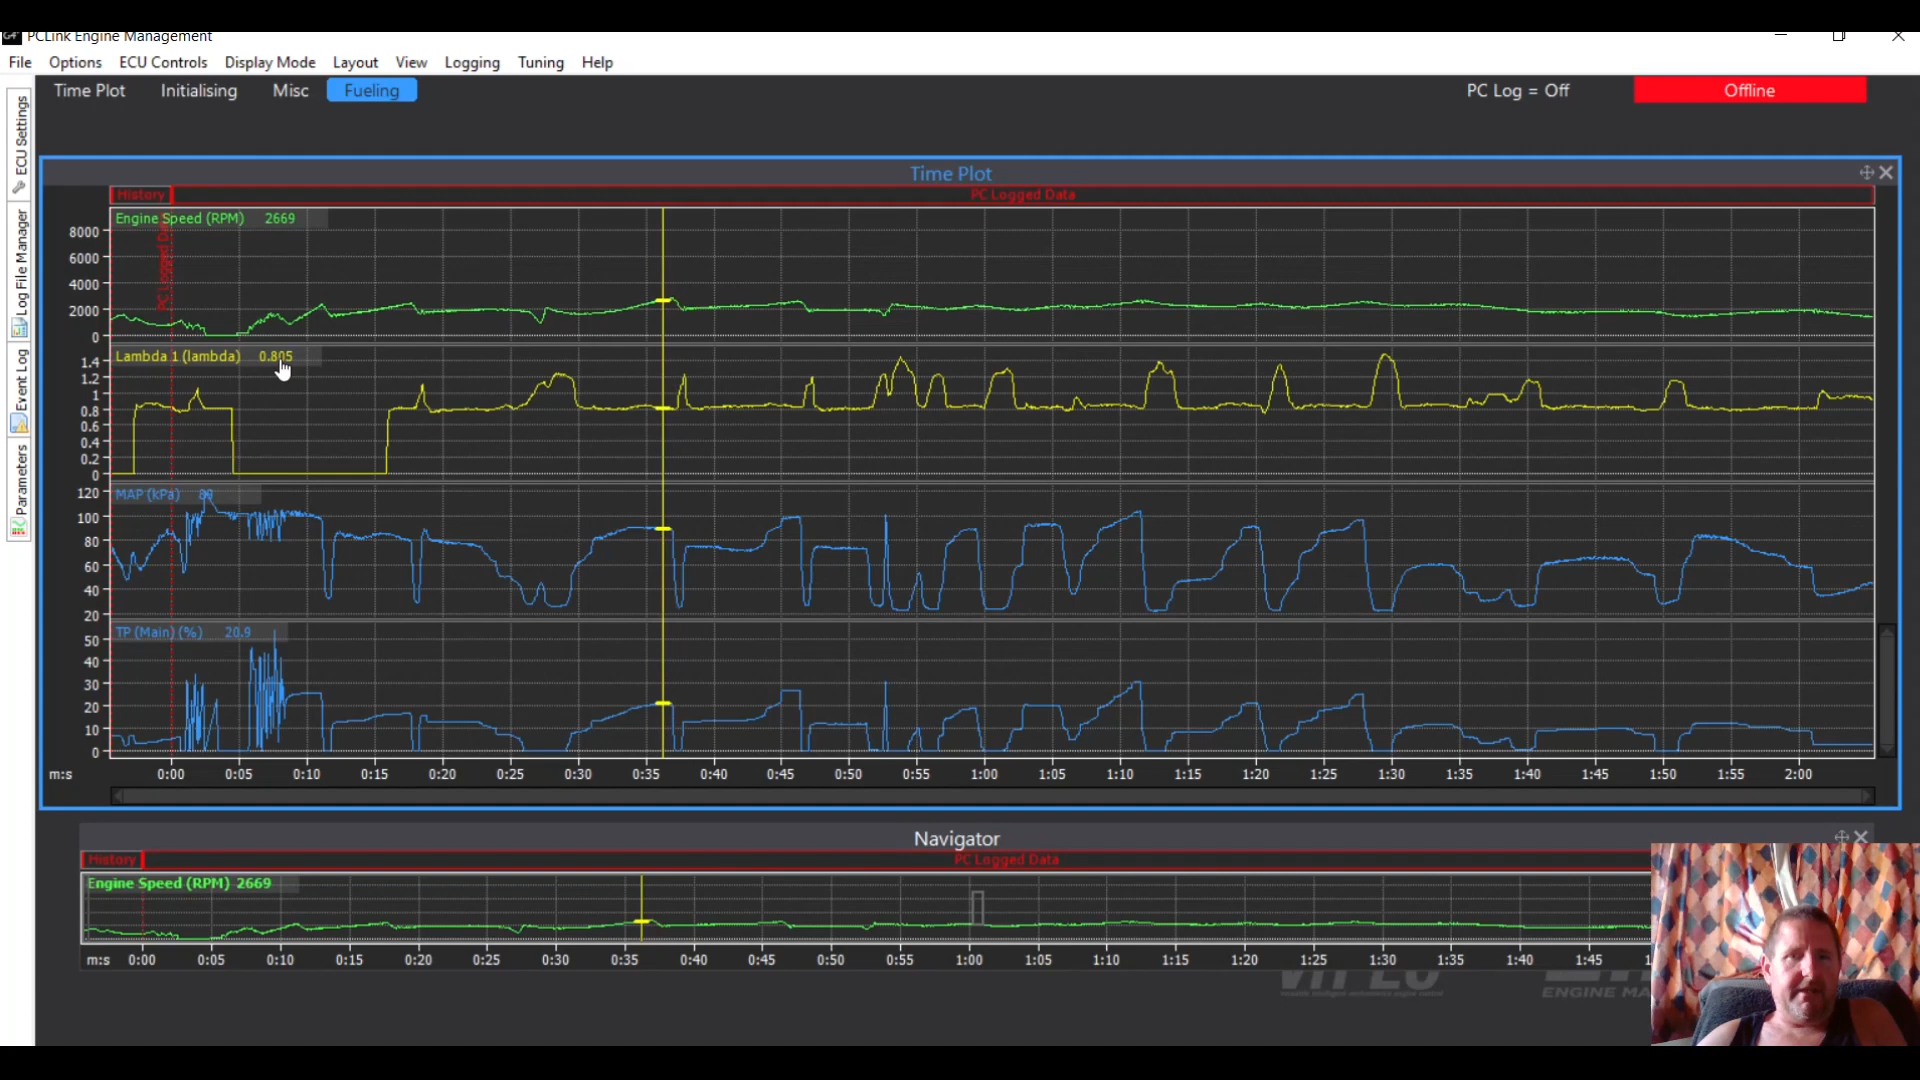 G4+ PCLink Engine Management
File Options ECU Controls Display Mode Layout View Logging Tuning Help
Time Plot Initialising Misc Fueling PC Log = Off Offline
ECU Settings
Log File Manager
Event Log
Parameters
Time Plot
History PC Logged Data
Engine Speed (RPM) 2669
8000
6000
4000
2000
0
Lambda 1 (lambda) 0.805
1.4
1.2
1
0.8
0.6
0.4
0.2
0
MAP (kPa) 89
120
100
80
60
40
20
TP (Main) (%) 20.9
50
40
30
20
10
0
m:s 0:00 0:05 0:10 0:15 0:20 0:25 0:30 0:35 0:40 0:45 0:50 0:55 1:00 1:05 1:10 1:15 1:20 1:25 1:30 1:35 1:40 1:45 1:50 1:55 2:00
Navigator
History PC Logged Data
Engine Speed (RPM) 2669
m:s 0:00 0:05 0:10 0:15 0:20 0:25 0:30 0:35 0:40 0:45 0:50 0:55 1:00 1:05 1:10 1:15 1:20 1:25 1:30 1:35 1:40 1:45
ENGINE MA